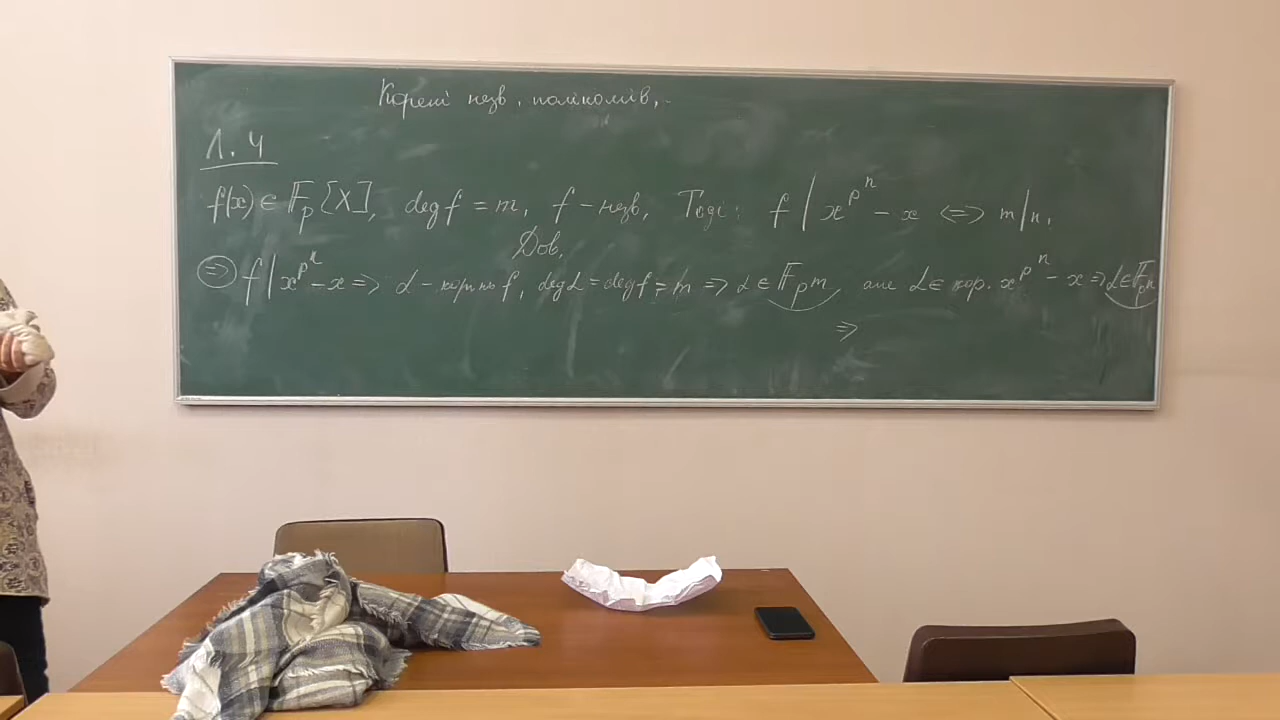 Корені незв. поліномів.
Л. 4
f(x) ∈ 𝔽_p[X], deg f = m, f – незв, Тоді: f | x^{p^n} – x ⟺ m|n.
Дов.
⇒ f | x^{p^n} – x ⇒ α – корінь f, deg α = deg f = m ⇒ α ∈ 𝔽_{p^m}, але α ∈ кор. x^{p^n} – x ⇒ α ∈ 𝔽_{p^n}
⇒